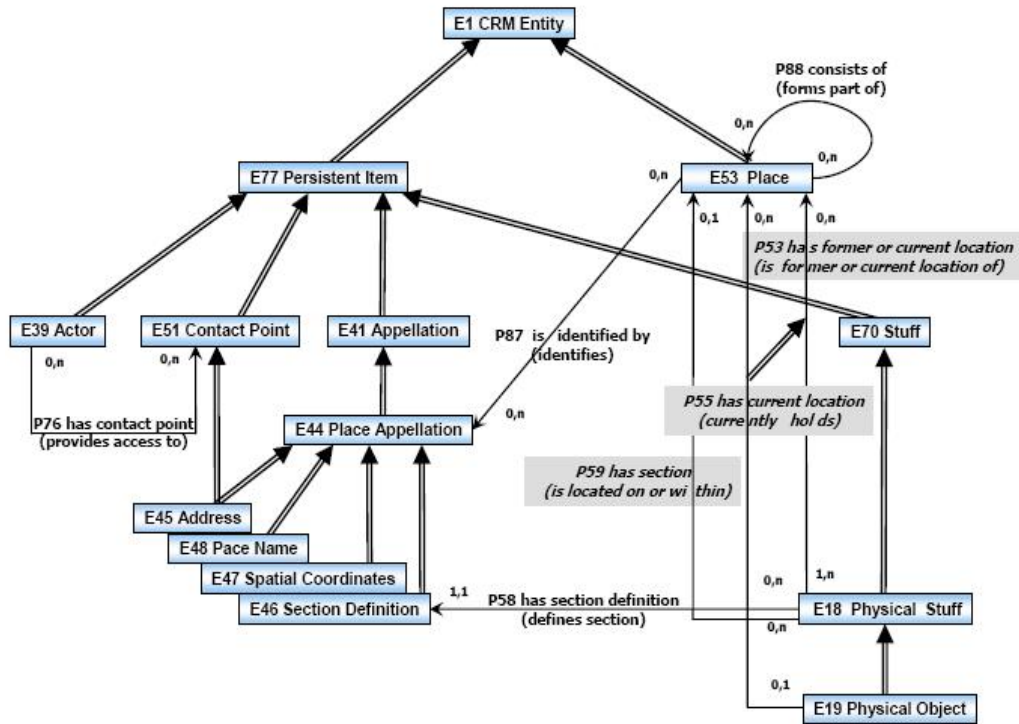 E1 CRM Entity
P88 consists of
(forms part of)
0,n
0,n
E77 Persistent Item
0,n
E53 Place
0,1
0,n
0,n
P53 has former or current location
(is for mer or current location of)
E39 Actor
E51 Contact Point
E41 Appellation
P87 is identified by
(identifies)
E70 Stuff
0,n
0,n
P76 has contact point
(provides access to)
P55 has current location
(currently hol ds)
0,n
E44 Place Appellation
P59 has section
(is located on or wi thin)
E45 Address
E48 Pace Name
E47 Spatial Coordinates
0,n
1,n
1,1
E46 Section Definition
P58 has section definition
(defines section)
E18 Physical Stuff
0,n
0,1
E19 Physical Object